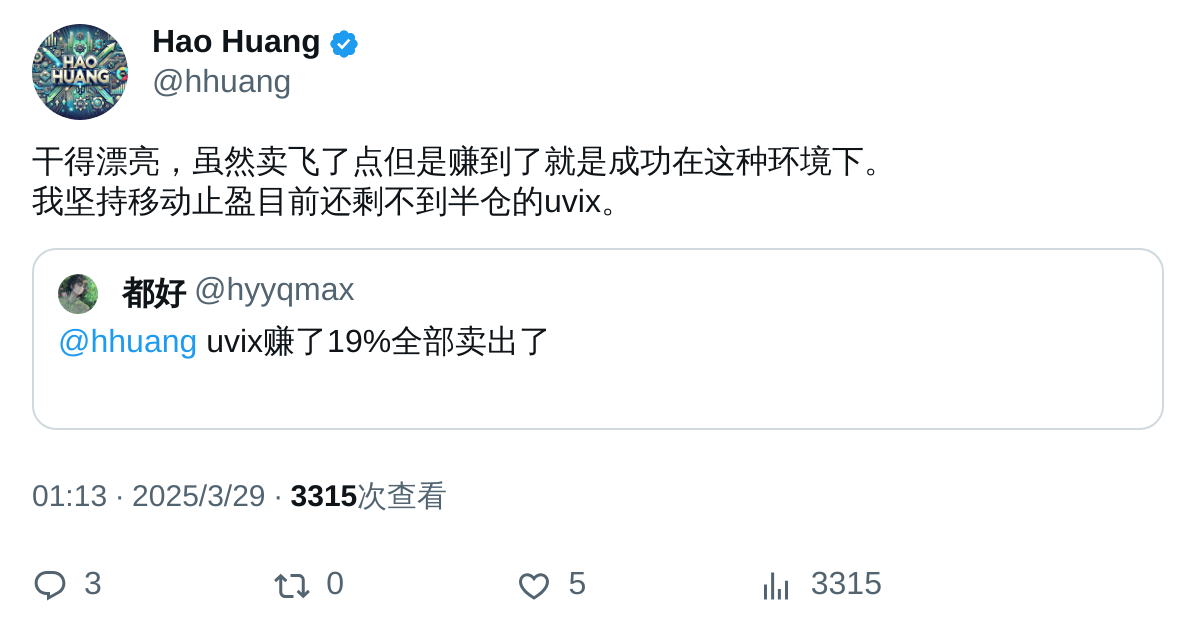 HAO
HUANG
Hao Huang
@hhuang
干得漂亮，虽然卖飞了点但是赚到了就是成功在这种环境下。
我坚持移动止盈目前还剩不到半仓的uvix。
都好 @hyyqmax
@hhuang uvix赚了19%全部卖出了
01:13 · 2025/3/29 · 3315次查看
3 0 5 3315